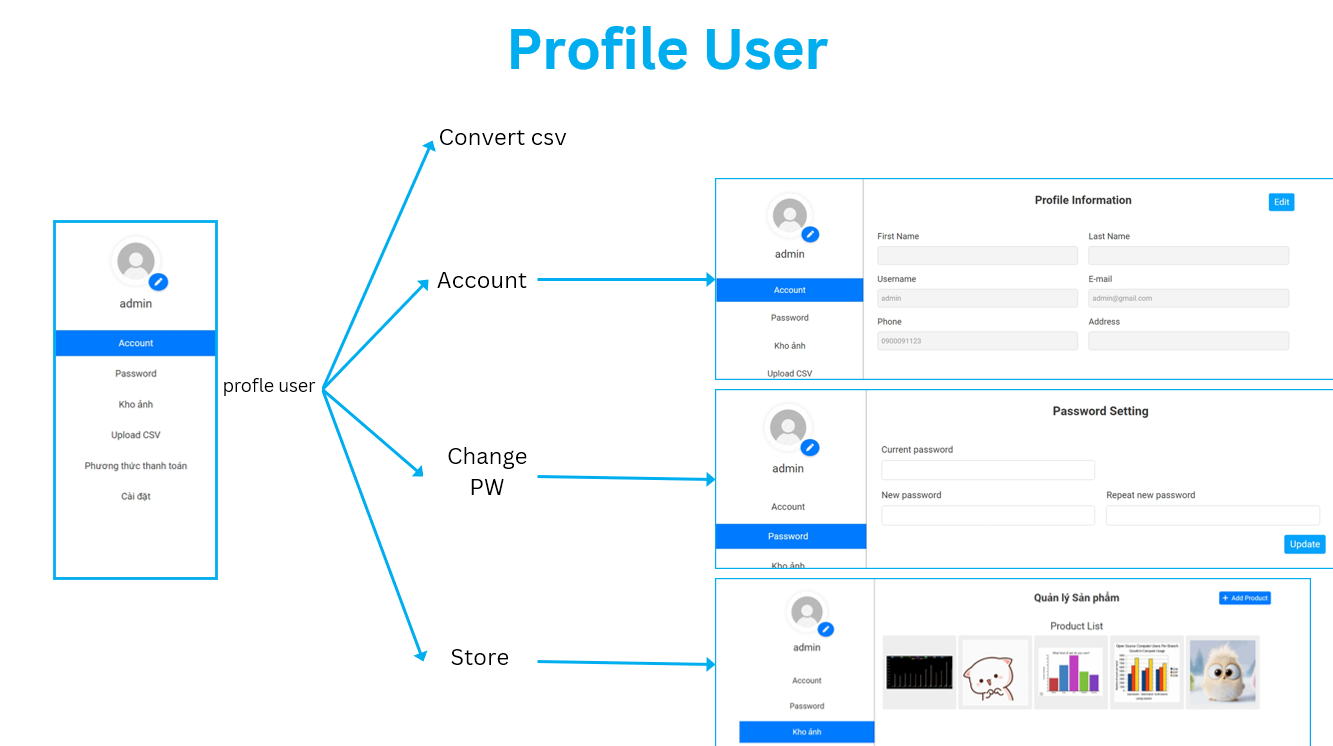 Profile User
Convert csv
Account
Change
PW
Store
profle user
admin
Account
Password
Kho ảnh
Upload CSV
Phương thức thanh toán
Cài đặt
admin
Account
Password
Kho ảnh
Upload CSV
Profile Information
Edit
First Name
Last Name
Username
E-mail
admin
admin@gmail.com
Phone
Address
0900091123
admin
Account
Password
Kho ảnh
Password Setting
Current password
New password
Repeat new password
Update
admin
Account
Password
Kho ảnh
Quản lý Sản phẩm
+ Add Product
Product List